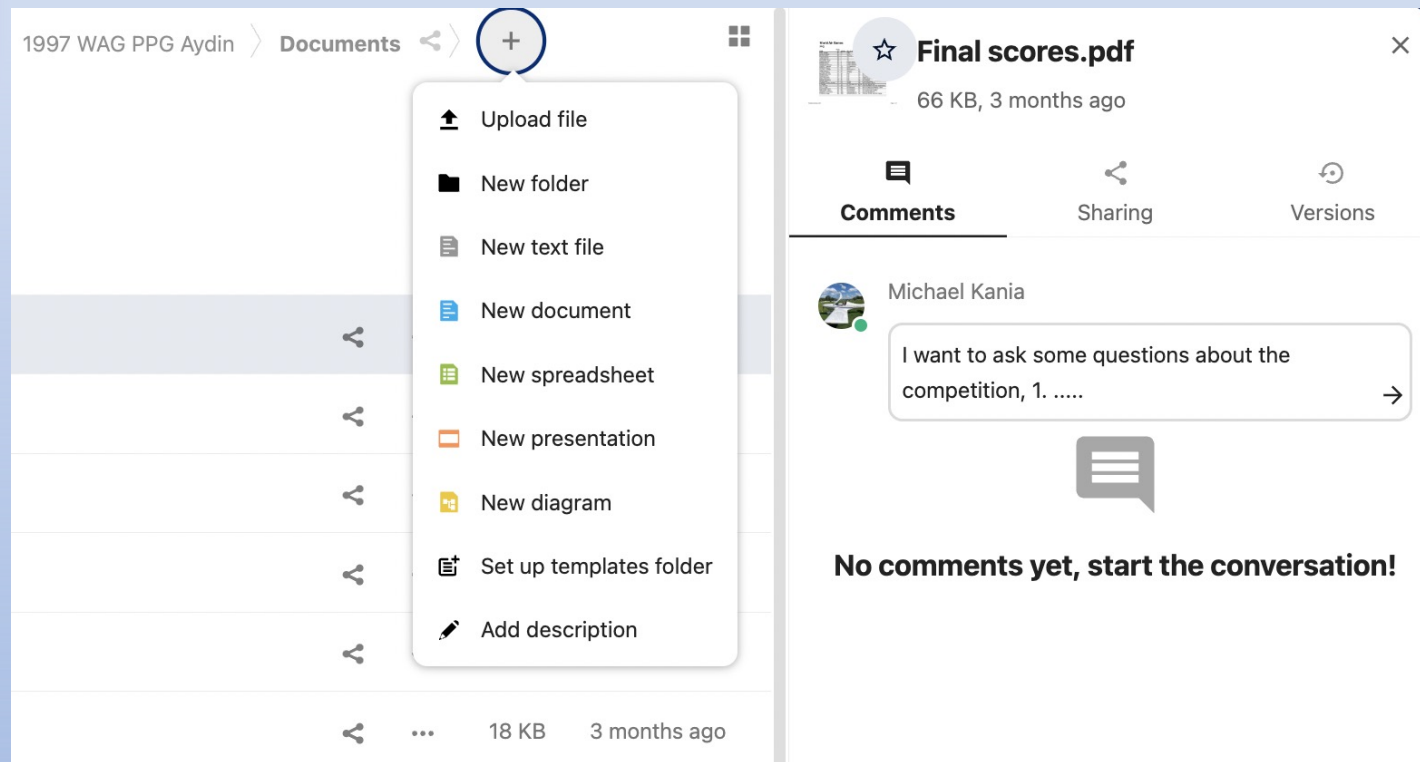 1997 WAG PPG Aydin
Documents
Upload file
New folder
New text file
New document
New spreadsheet
New presentation
New diagram
Set up templates folder
Add description
18 KB
3 months ago
Final scores.pdf
66 KB, 3 months ago
Comments
Sharing
Versions
Michael Kania
I want to ask some questions about the
competition, 1. .....
No comments yet, start the conversation!